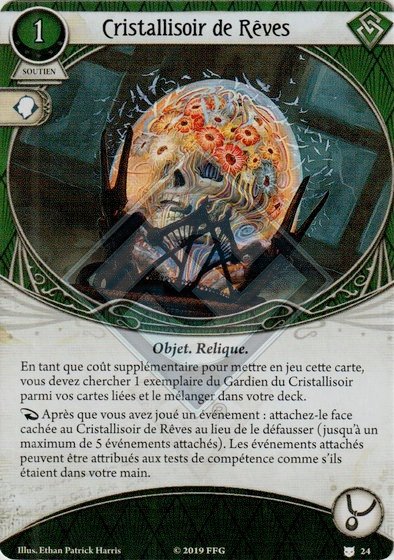 1
Cristallisoir de Rêves
SOUTIEN
Objet. Relique.
En tant que coût supplémentaire pour mettre en jeu cette carte,
vous devez chercher 1 exemplaire du Gardien du Cristallisoir
parmi vos cartes liées et le mélanger dans votre deck.
Après que vous avez joué un événement : attachez-le face
cachée au Cristallisoir de Rêves au lieu de le défausser (jusqu'à un
maximum de 5 événements attachés). Les événements attachés
peuvent être attribués aux tests de compétence comme s'ils
étaient dans votre main.
Illus. Ethan Patrick Harris
© 2019 FFG
24